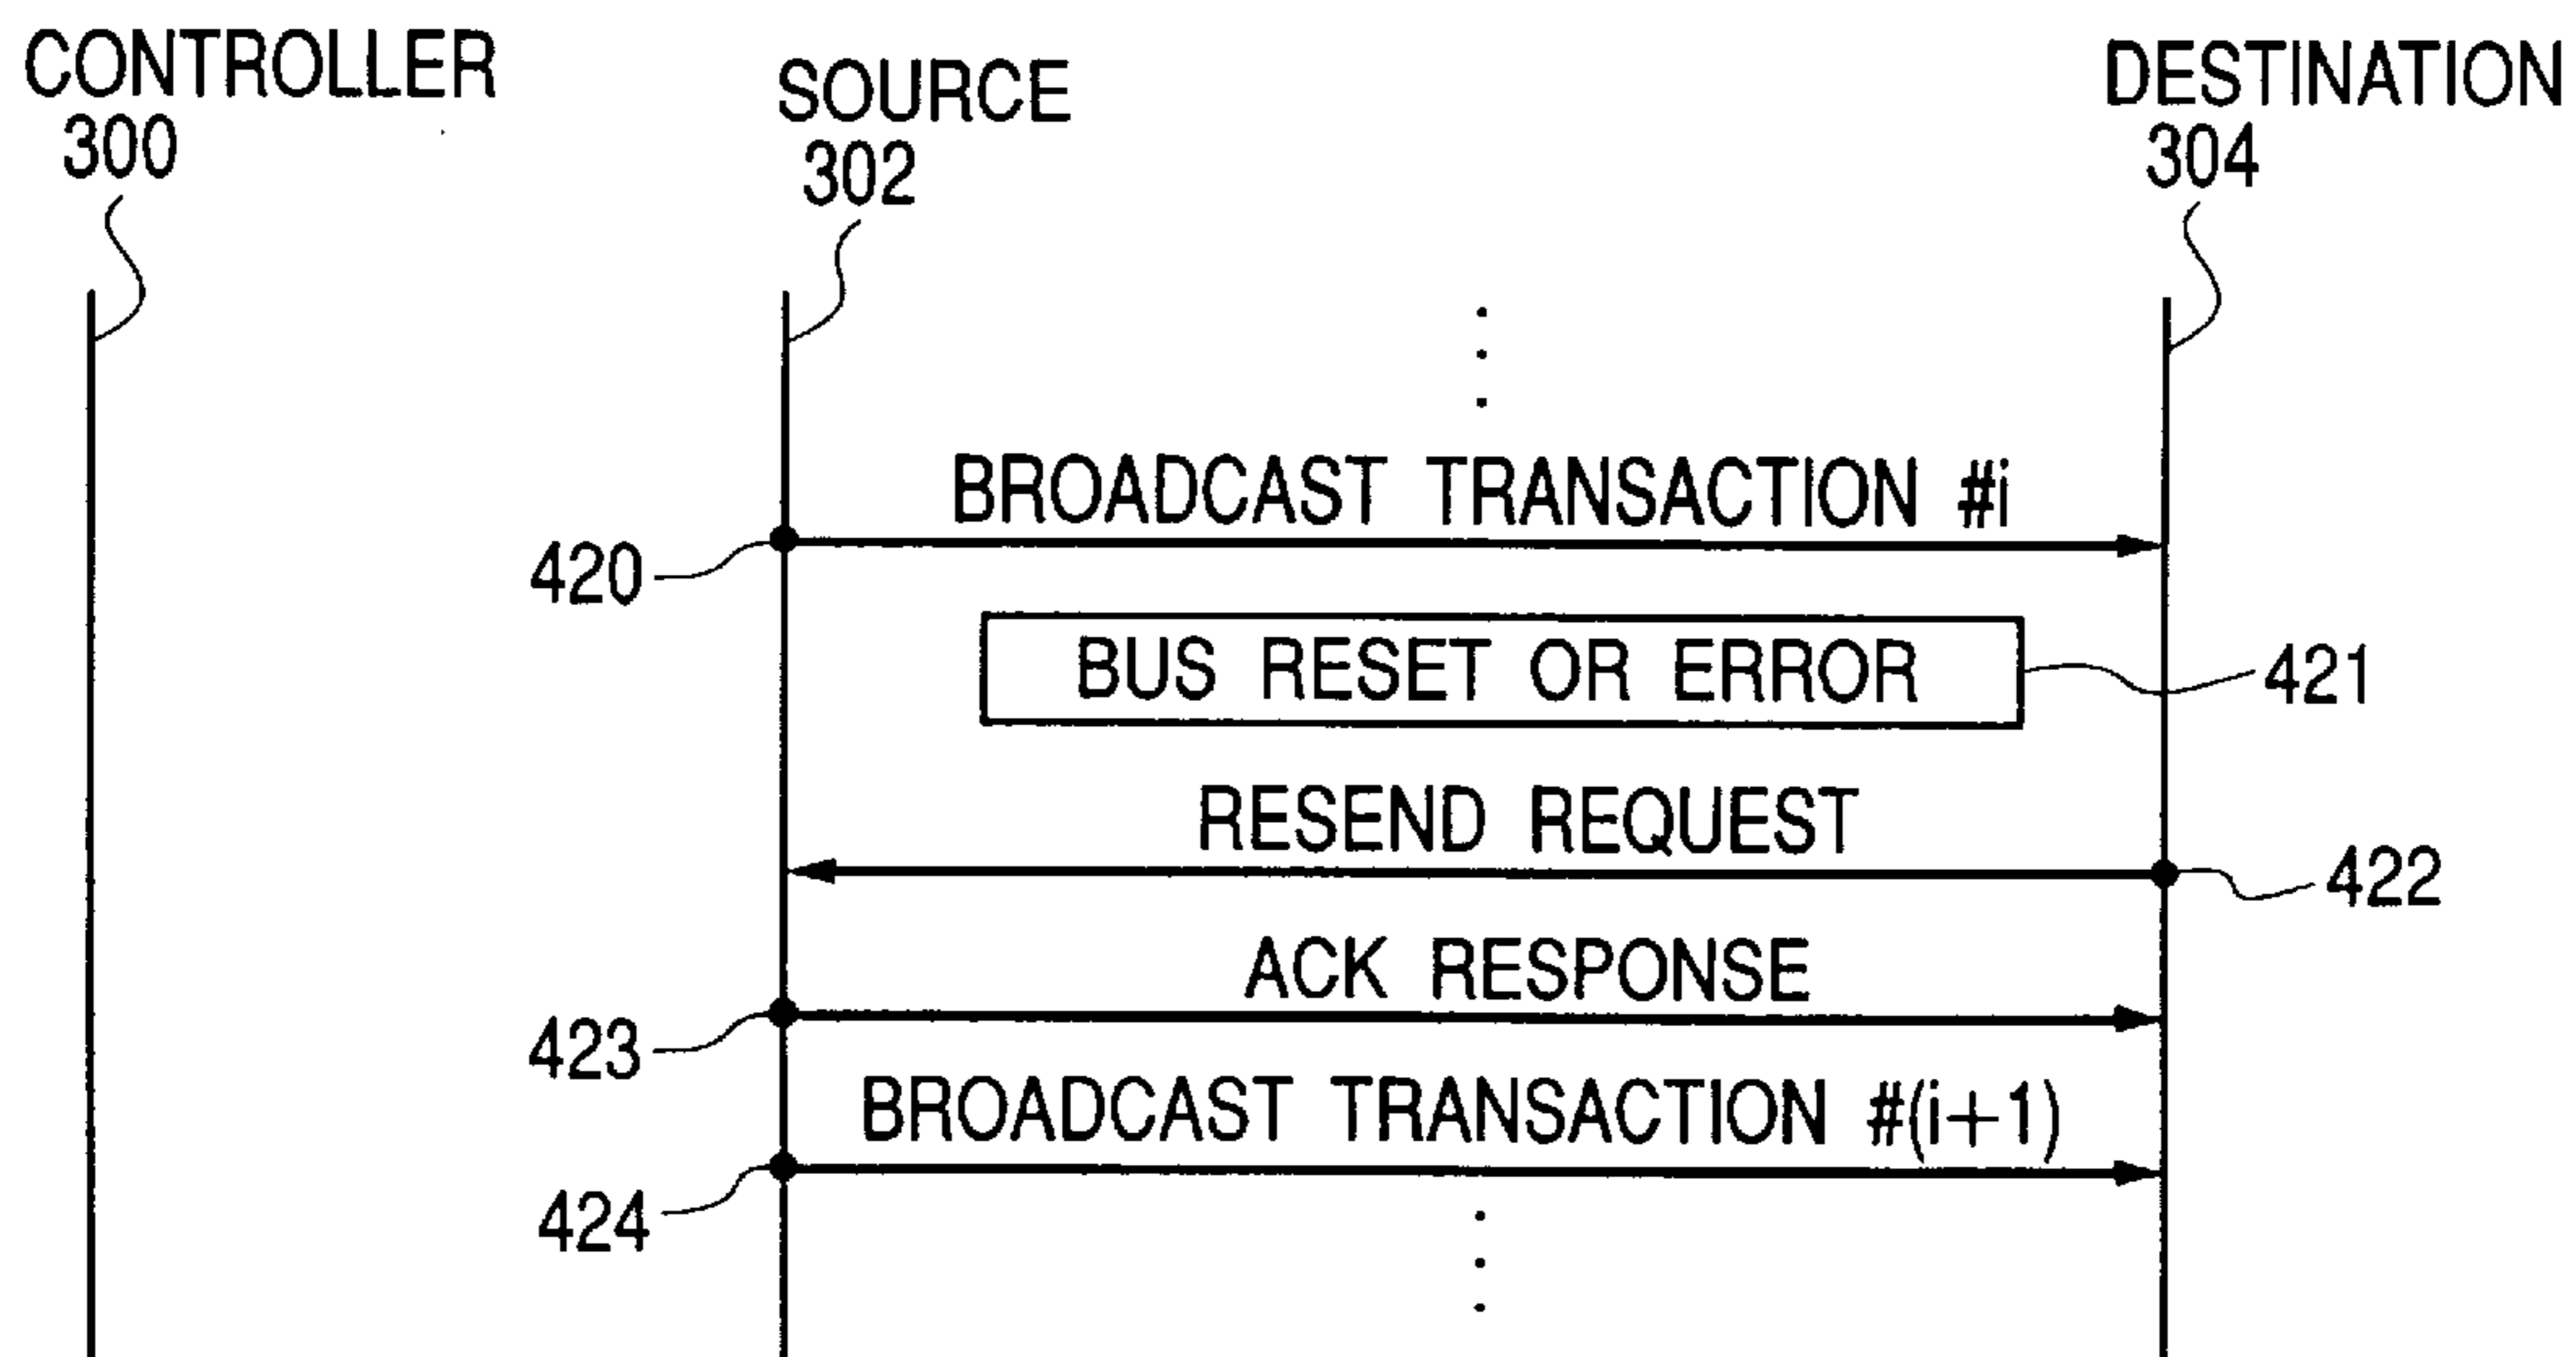 CONTROLLER
300
SOURCE
302
DESTINATION
304
BROADCAST TRANSACTION #i
420
BUS RESET OR ERROR
421
RESEND REQUEST
422
ACK RESPONSE
423
BROADCAST TRANSACTION #(i+1)
424